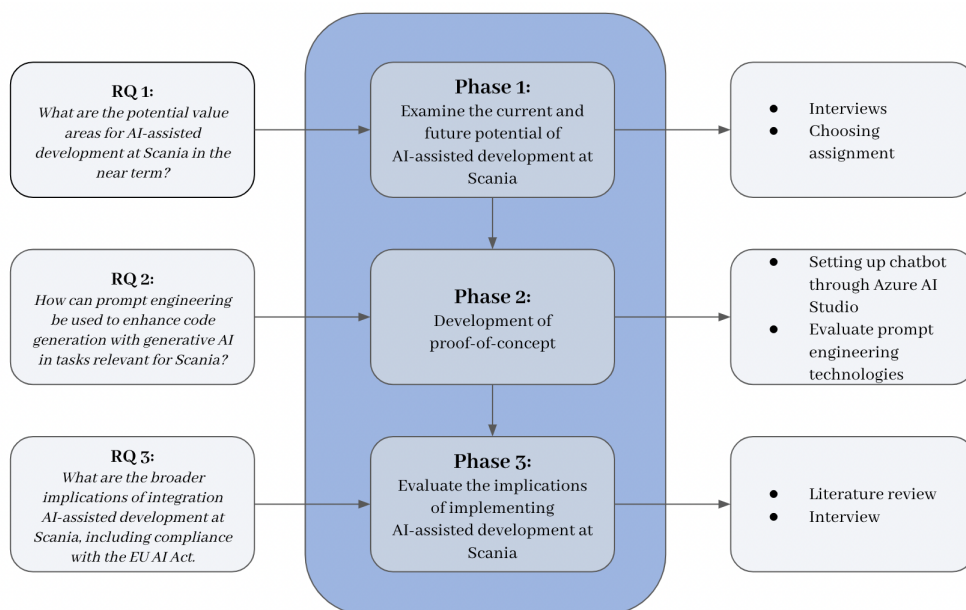 RQ 1:
What are the potential value
areas for AI-assisted
development at Scania in the
near term?
Phase 1:
Examine the current and
future potential of
AI-assisted development at
Scania
● Interviews
● Choosing
assignment
RQ 2:
How can prompt engineering
be used to enhance code
generation with generative AI
in tasks relevant for Scania?
Phase 2:
Development of
proof-of-concept
● Setting up chatbot
through Azure AI
Studio
● Evaluate prompt
engineering
technologies
RQ 3:
What are the broader
implications of integration
AI-assisted development at
Scania, including compliance
with the EU AI Act.
Phase 3:
Evaluate the implications
of implementing
AI-assisted development at
Scania
● Literature review
● Interview